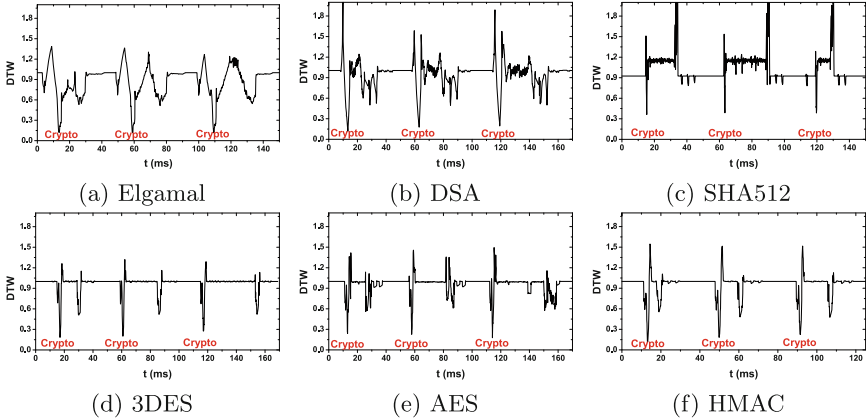 DTW
1.8
1.5
1.2
0.9
0.6
0.3
0.0
Crypto Crypto Crypto
0 20 40 60 80 100 120 140
t (ms)
(a) Elgamal
DTW
1.8
1.5
1.2
0.9
0.6
0.3
0.0
Crypto Crypto Crypto
0 20 40 60 80 100 120 140 160
t (ms)
(b) DSA
DTW
1.8
1.5
1.2
0.9
0.6
0.3
0.0
Crypto Crypto Crypto
0 20 40 60 80 100 120 140
t (ms)
(c) SHA512
DTW
1.8
1.5
1.2
0.9
0.6
0.3
0.0
Crypto Crypto Crypto
0 20 40 60 80 100 120 140 160
t (ms)
(d) 3DES
DTW
1.8
1.5
1.2
0.9
0.6
0.3
0.0
Crypto Crypto Crypto
0 20 40 60 80 100 120 140 160
t (ms)
(e) AES
DTW
1.8
1.5
1.2
0.9
0.6
0.3
0.0
Crypto Crypto Crypto
0 20 40 60 80 100 120
t (ms)
(f) HMAC